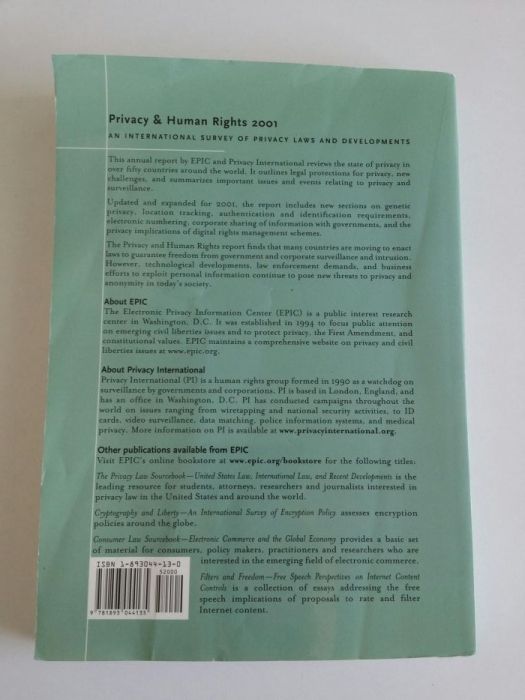 Privacy & Human Rights 2001
AN INTERNATIONAL SURVEY OF PRIVACY LAWS AND DEVELOPMENTS
This annual report by EPIC and Privacy International reviews the state of privacy in
over fifty countries around the world. It outlines legal protections for privacy, new
challenges, and summarizes important issues and events relating to privacy and
surveillance.
Updated and expanded for 2001, the report includes new sections on genetic
privacy, location tracking, authentication and identification requirements,
electronic numbering, corporate sharing of information with governments, and the
privacy implications of digital rights management schemes.
The Privacy and Human Rights report finds that many countries are moving to enact
laws to guarantee freedom from government and corporate surveillance and intrusion.
However, technological developments, law enforcement demands, and business
efforts to exploit personal information continue to pose new threats to privacy and
anonymity in today's society.
About EPIC
The Electronic Privacy Information Center (EPIC) is a public interest research
center in Washington, D.C. It was established in 1994 to focus public attention
on emerging civil liberties issues and to protect privacy, the First Amendment, and
constitutional values. EPIC maintains a comprehensive website on privacy and civil
liberties issues at www.epic.org.
About Privacy International
Privacy International (PI) is a human rights group formed in 1990 as a watchdog on
surveillance by governments and corporations. PI is based in London, England, and
has an office in Washington, D.C. PI has conducted campaigns throughout the
world on issues ranging from wiretapping and national security activities, to ID
cards, video surveillance, data matching, police information systems, and medical
privacy. More information on PI is available at www.privacyinternational.org.
Other publications available from EPIC
Visit EPIC's online bookstore at www.epic.org/bookstore for the following titles:
The Privacy Law Sourcebook—United States Law, International Law, and Recent Developments is the
leading resource for students, attorneys, researchers and journalists interested in
privacy law in the United States and around the world.
Cryptography and Liberty—An International Survey of Encryption Policy assesses encryption
policies around the globe.
Consumer Law Sourcebook—Electronic Commerce and the Global Economy provides a basic set
of material for consumers, policy makers, practitioners and researchers who are
interested in the emerging field of electronic commerce.
Filters and Freedom—Free Speech Perspectives on Internet Content
Controls is a collection of essays addressing the free
speech implications of proposals to rate and filter
Internet content.
ISBN 1-893044-13-0
52000
9 781893 044135